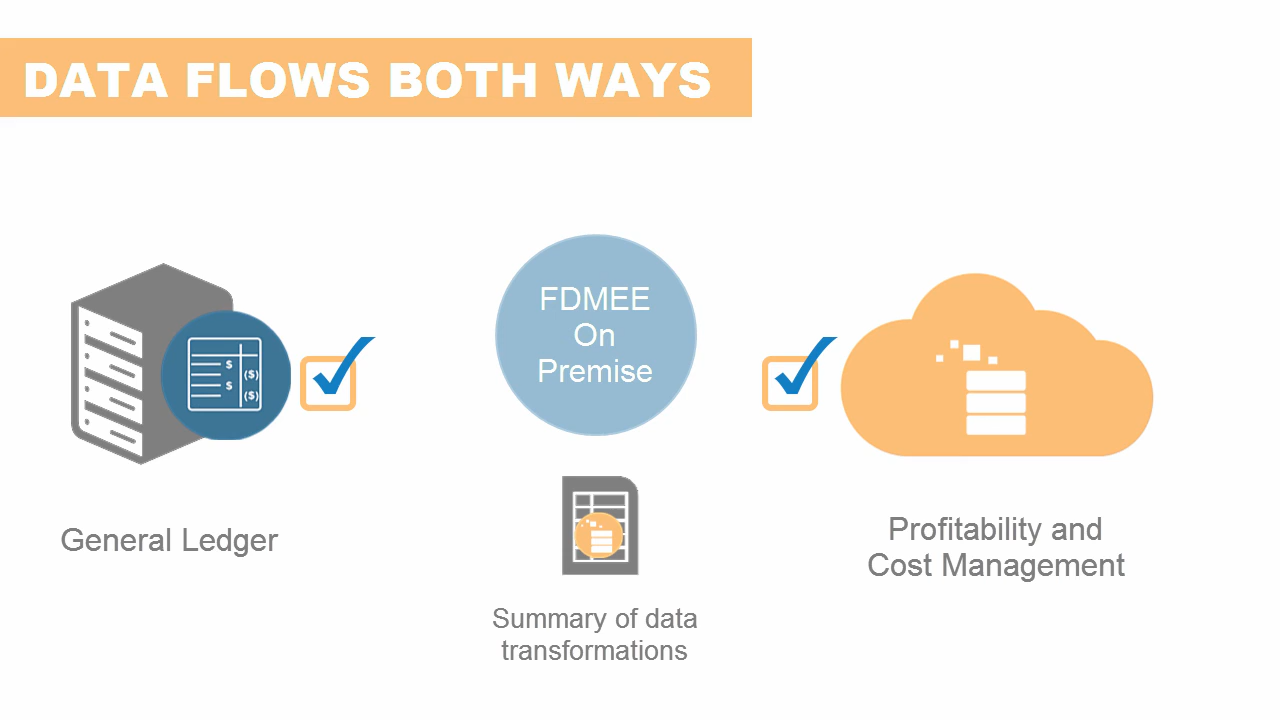 DATA FLOWS BOTH WAYS
FDMEE
On
Premise
$
($)
$
($)
General Ledger
Summary of data
transformations
Profitability and
Cost Management